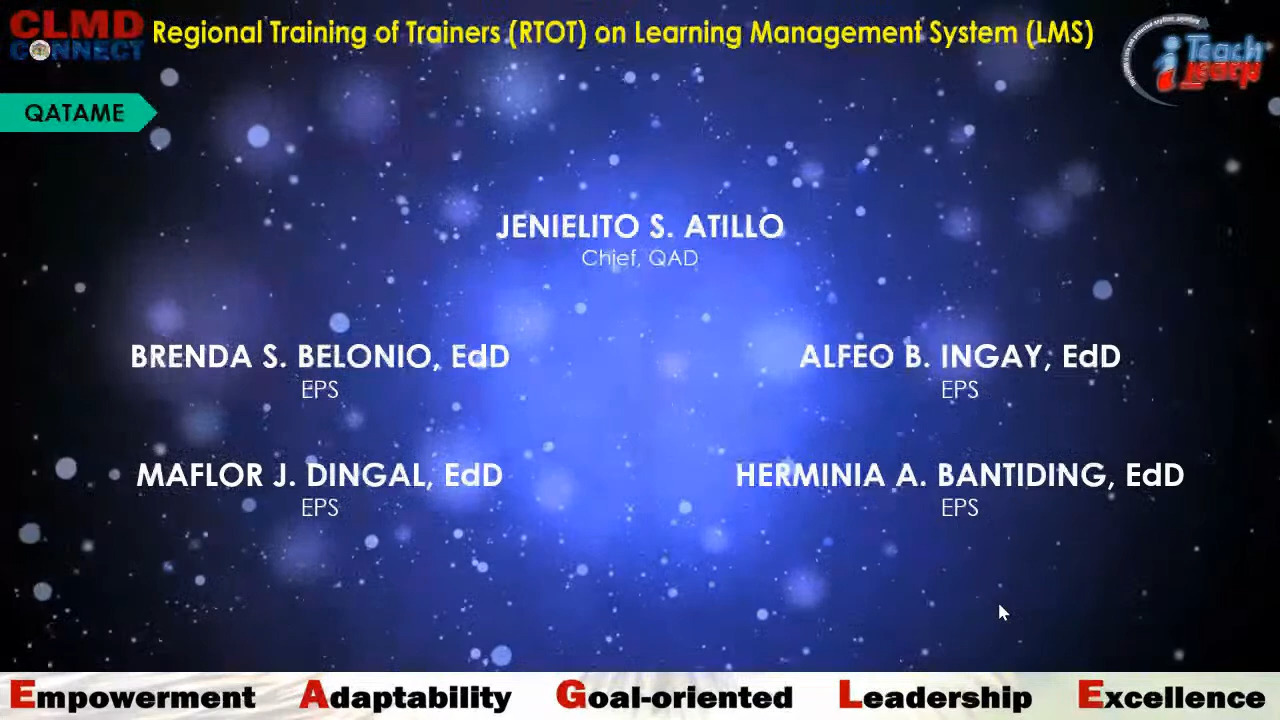 CLMD
CONNECT
Regional Training of Trainers (RTOT) on Learning Management System (LMS)
iTeach
iLearn
QATAME
JENIELITO S. ATILLO
Chief, QAD
BRENDA S. BELONIO, EdD
EPS
ALFEO B. INGAY, EdD
EPS
MAFLOR J. DINGAL, EdD
EPS
HERMINIA A. BANTIDING, EdD
EPS
Empowerment Adaptability Goal-oriented Leadership Excellence